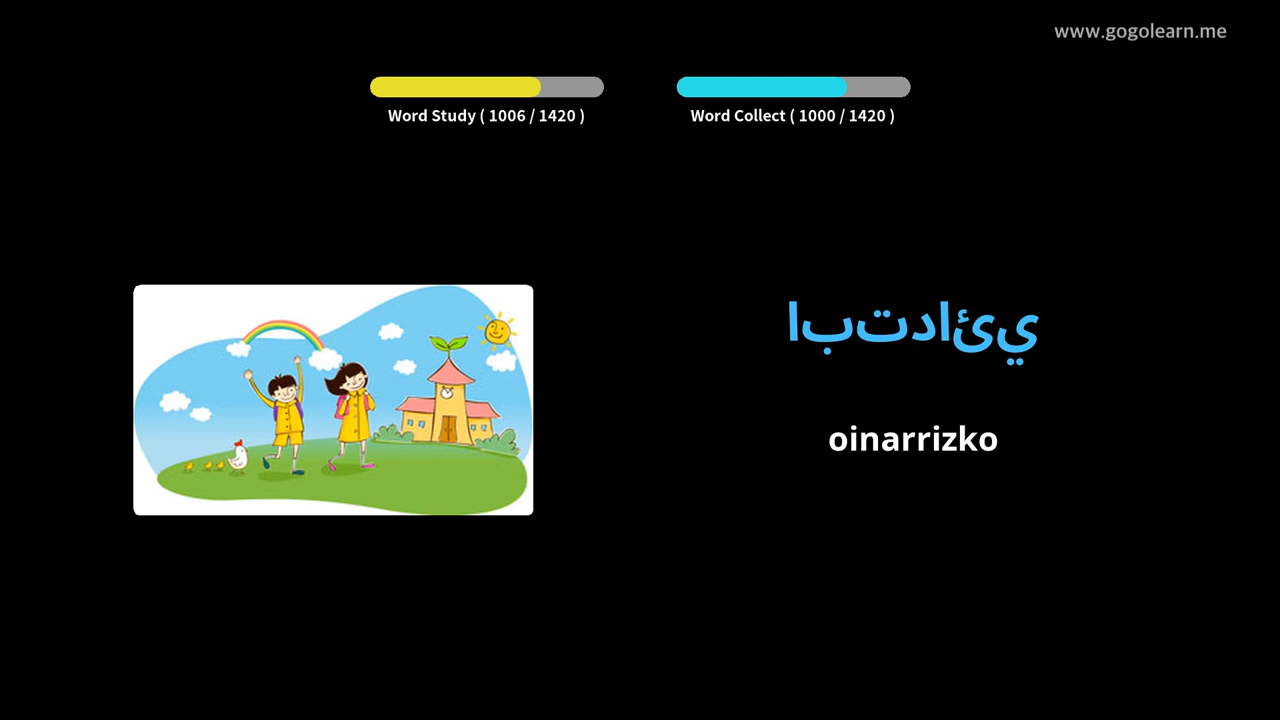 www.gogolearn.me
Word Study ( 1006 / 1420 )
Word Collect ( 1000 / 1420 )
ابتدائي
oinarrizko